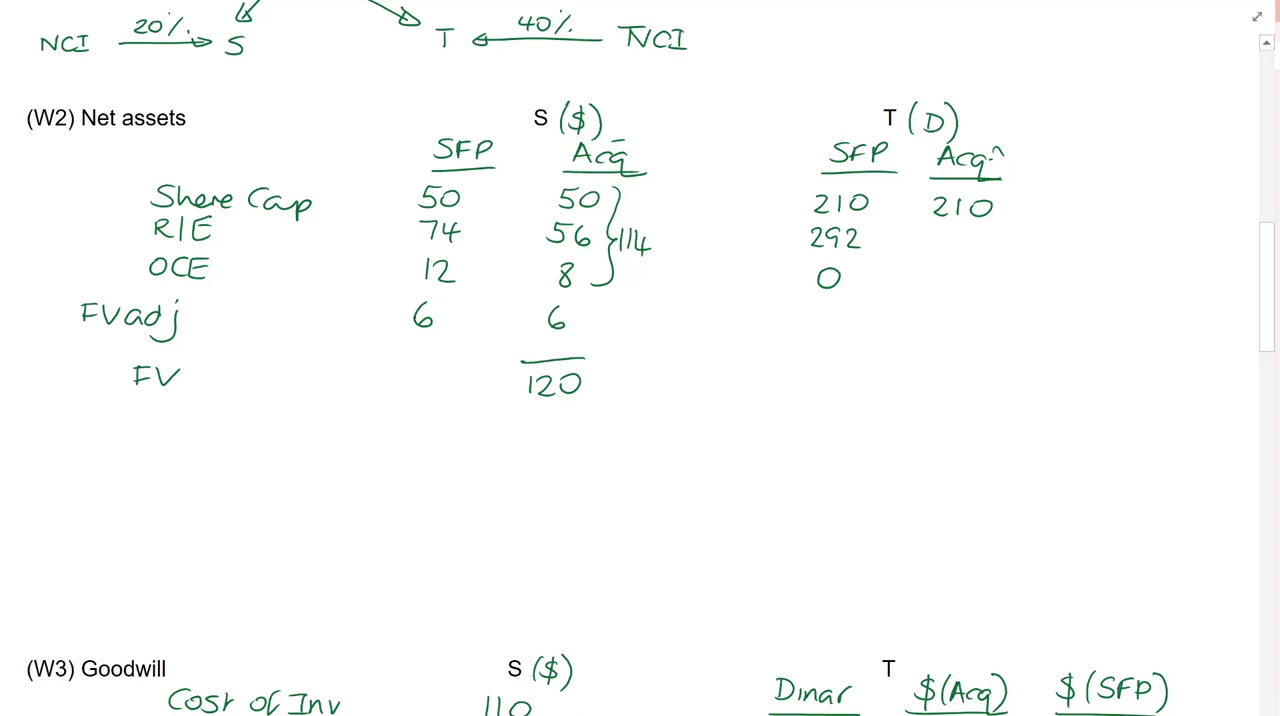 20%.
40%.
NCI S T NCI
(W2) Net assets S ($) T (D)
SFP Acq SFP Acq^
Share Cap 50 50 210 210
R/E 74 56 } 114 292
OCE 12 8 0
FV adj 6 6
FV 120
(W3) Goodwill S ($) T
Cost of Inv 110 Dinar $(Acq) $(SFP)